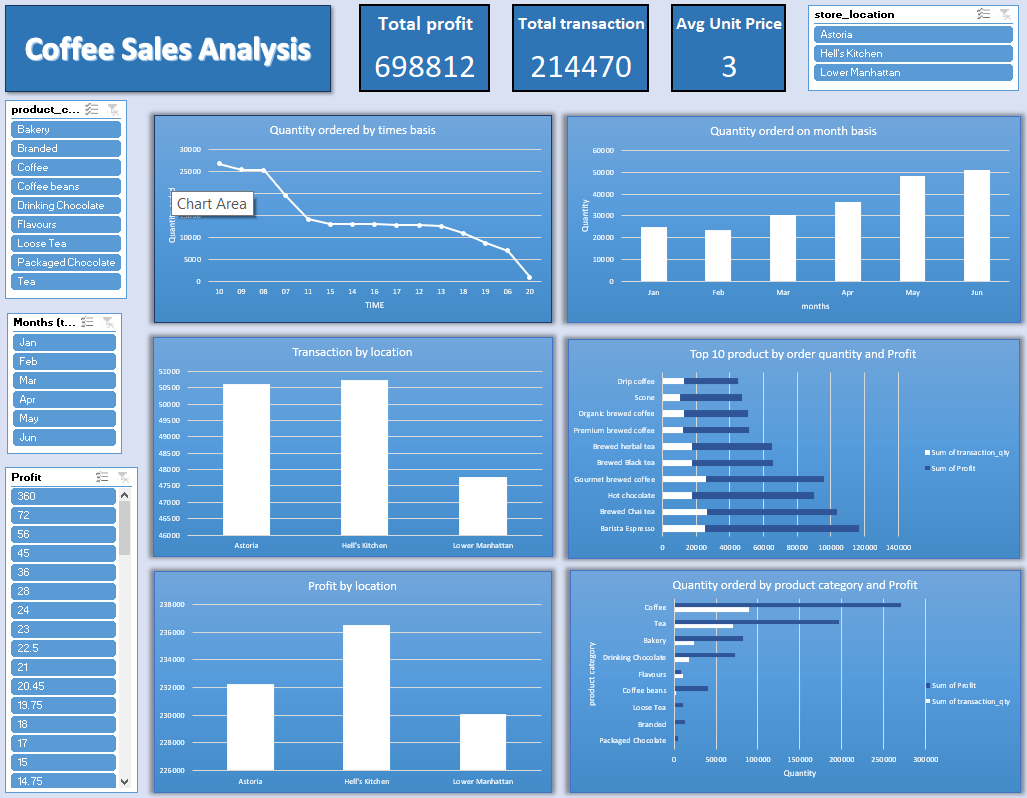 Coffee Sales Analysis
Total profit
698812
Total transaction
214470
Avg Unit Price
3
store_location
Astoria
Hell's Kitchen
Lower Manhattan
product_c...
Bakery
Branded
Coffee
Coffee beans
Drinking Chocolate
Flavours
Loose Tea
Packaged Chocolate
Tea
Months (t...
Jan
Feb
Mar
Apr
May
Jun
Profit
360
72
56
45
36
28
24
23
22.5
21
20.45
19.75
18
17
15
14.75
Quantity ordered by times basis
30000
25000
Chart Area
10000
5000
0
10 09 08 07 11 15 14 16 17 12 13 18 19 06 20
TIME
Quantity orderd on month basis
Quantity
60000
50000
40000
30000
20000
10000
0
Jan Feb Mar Apr May Jun
months
Transaction by location
51000
50500
50000
49500
49000
48500
48000
47500
47000
46500
46000
Astoria Hell's Kitchen Lower Manhattan
Top 10 product by order quantity and Profit
Drip coffee
Scone
Organic brewed coffee
Premium brewed coffee
Brewed herbal tea
Brewed Black tea
Gourmet brewed coffee
Hot chocolate
Brewed Chai tea
Barista Espresso
0 20000 40000 60000 80000 100000 120000 140000
Sum of transaction_qty
Sum of Profit
Profit by location
238000
236000
234000
232000
230000
228000
226000
Astoria Hell's Kitchen Lower Manhattan
Quantity orderd by product category and Profit
product category
Coffee
Tea
Bakery
Drinking Chocolate
Flavours
Coffee beans
Loose Tea
Branded
Packaged Chocolate
0 50000 100000 150000 200000 250000 300000
Quantity
Sum of Profit
Sum of transaction_qty